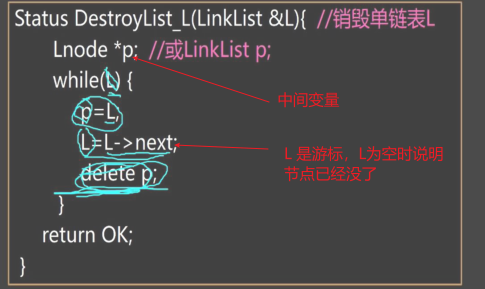 Status DestroyList_L(LinkList &L){ //销毁单链表L
Lnode *p; //或LinkList p;
while(L) {
中间变量
p=L;
L=L->next;
L 是游标，L为空时说明
节点已经没了
delete p;
}
return OK;
}